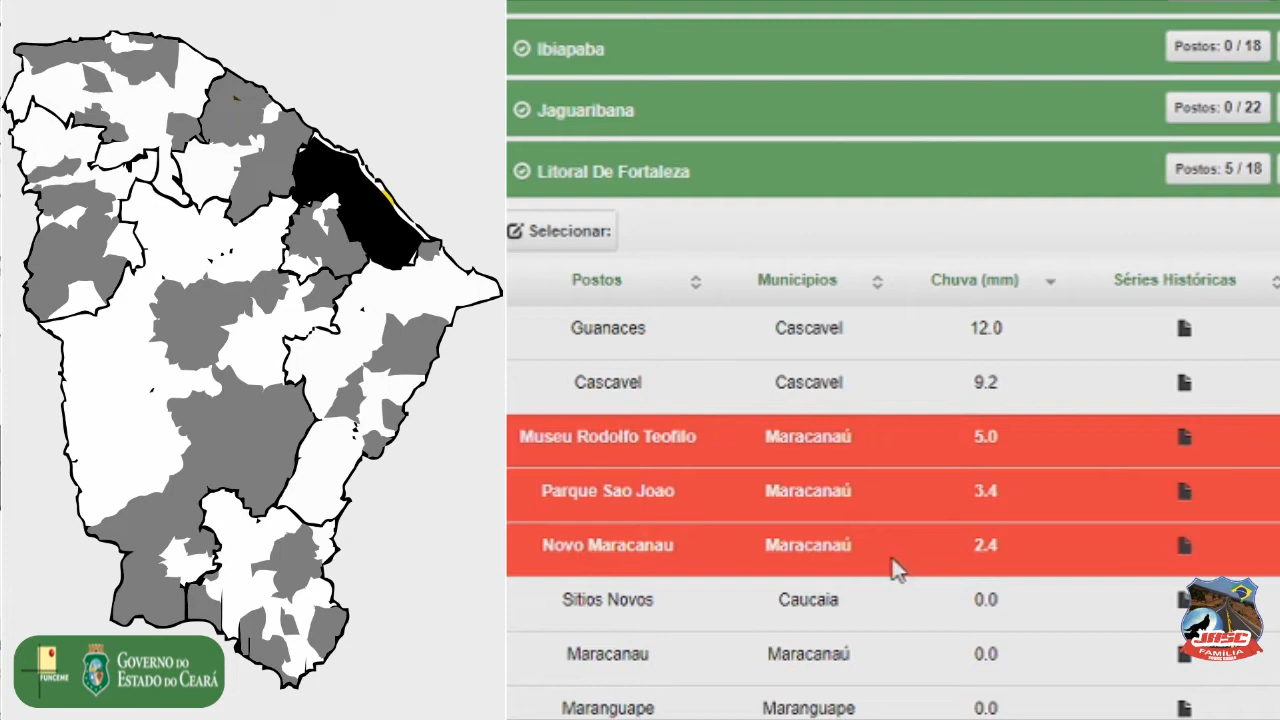 Ibiapaba Postos: 0 / 18
Jaguaribana Postos: 0 / 22
Litoral De Fortaleza Postos: 5 / 18
Selecionar:
Postos Municipios Chuva (mm) Séries Históricas
Guanaces Cascavel 12.0
Cascavel Cascavel 9.2
Museu Rodolfo Teofilo Maracanaú 5.0
Parque Sao Joao Maracanaú 3.4
Novo Maracanau Maracanaú 2.4
Sitios Novos Caucaia 0.0
Maracanau Maracanaú 0.0
Maranguape Maranguape 0.0
FUNCEME
GOVERNO DO
ESTADO DO CEARÁ
JASC
FAMÍLIA